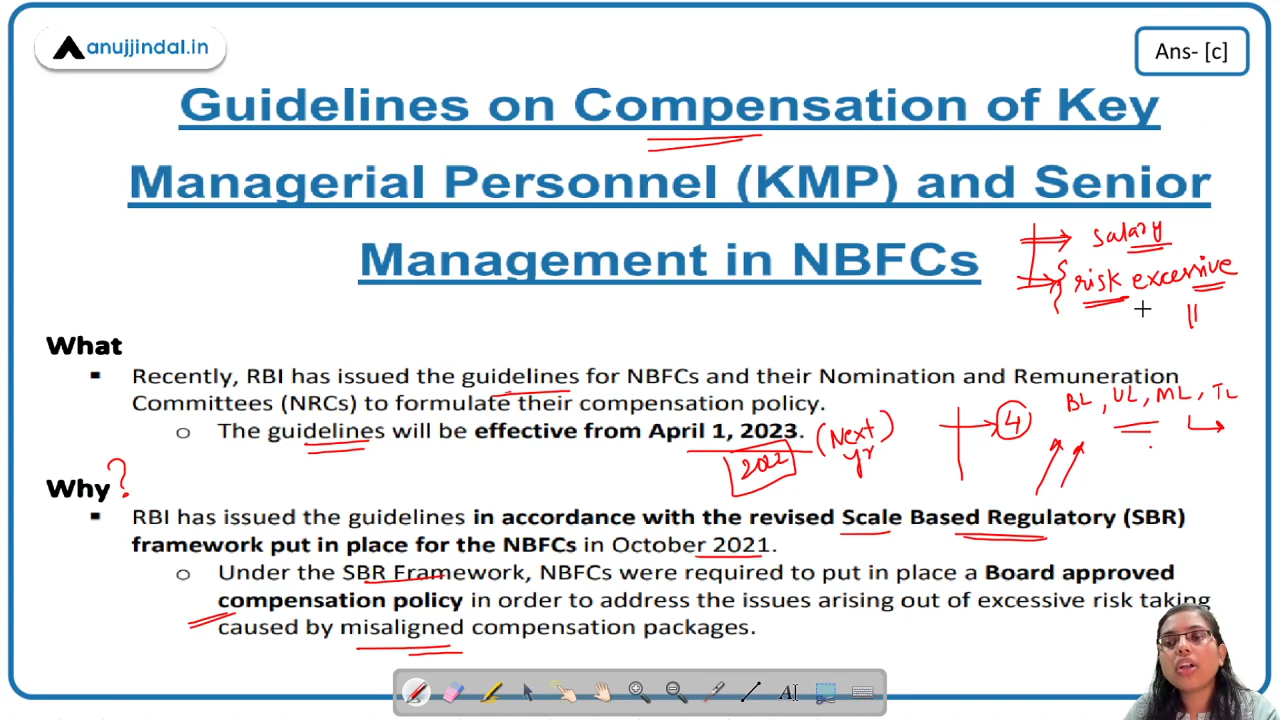 anujjindal.in
Ans- [c]
Guidelines on Compensation of Key
Managerial Personnel (KMP) and Senior
Management in NBFCs
salary
risk excessive
What
▪ Recently, RBI has issued the guidelines for NBFCs and their Nomination and Remuneration
Committees (NRCs) to formulate their compensation policy.
BL, UL, ML, TL
4
o The guidelines will be effective from April 1, 2023.
(Next
yr)
2022
Why?
▪ RBI has issued the guidelines in accordance with the revised Scale Based Regulatory (SBR)
framework put in place for the NBFCs in October 2021.
o Under the SBR Framework, NBFCs were required to put in place a Board approved
compensation policy in order to address the issues arising out of excessive risk taking
caused by misaligned compensation packages.